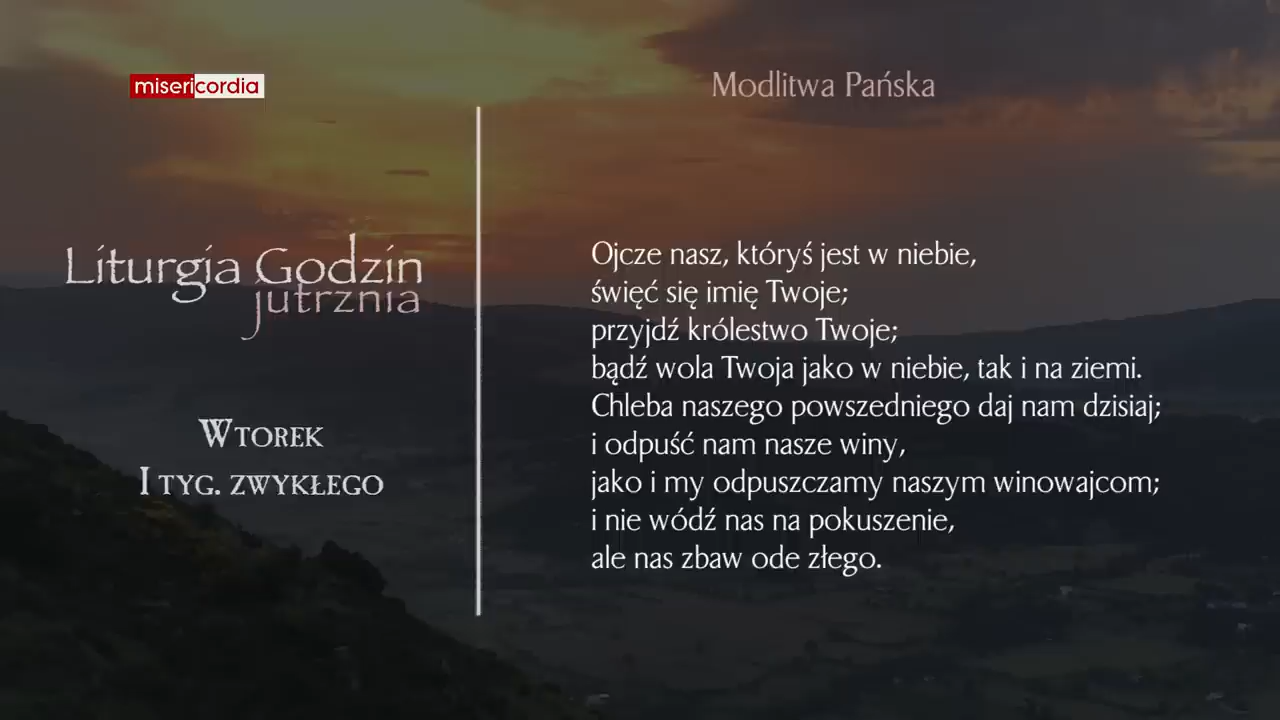 misericordia
Liturgia Godzin
jutrznia
Wtorek
I tyg. zwykłego
Modlitwa Pańska
Ojcze nasz, któryś jest w niebie,
święć się imię Twoje;
przyjdź królestwo Twoje;
bądź wola Twoja jako w niebie, tak i na ziemi.
Chleba naszego powszedniego daj nam dzisiaj;
i odpuść nam nasze winy,
jako i my odpuszczamy naszym winowajcom;
i nie wódź nas na pokuszenie,
ale nas zbaw ode złego.